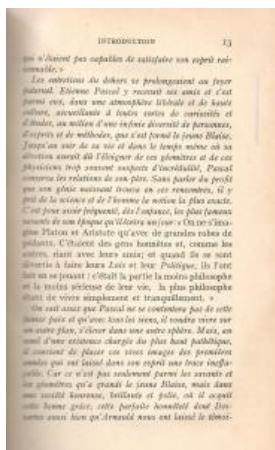 INTRODUCTION 13
qui n'étaient pas capables de satisfaire son esprit rai-
sonnable. »
Les entretiens du dehors se prolongeaient au foyer
paternel. Etienne Pascal y recevait ses amis et c'est
parmi eux, dans une atmosphère libérale et de haute
culture, accueillante à toutes sortes de curiosités et
d'études, au milieu d'une infinie diversité de personnes,
d'esprits et de méthodes, que s'est formé le jeune Blaise.
Jusqu'au soir de sa vie et dans le temps même où sa
dévotion aurait dû l'éloigner de ces géomètres et de ces
physiciens trop souvent suspects d'incrédulité, Pascal
conserva les relations de son père. Sans parler du profit
que son génie naissant trouva en ces rencontres, il y
prit de la science et de l'homme la notion la plus exacte.
C'est pour avoir fréquenté, dès l'enfance, les plus fameux
savants de son époque qu'il écrira un jour : « On ne s'ima-
gine Platon et Aristote qu'avec de grandes robes de
pédants. C'étaient des gens honnêtes et, comme les
autres, riant avec leurs amis; et quand ils se sont
divertis à faire leurs Lois et leur Politique, ils l'ont
fait en se jouant : c'était la partie la moins philosophe
et la moins sérieuse de leur vie, la plus philosophe
était de vivre simplement et tranquillement. »
On sait assez que Pascal ne se contentera pas de cette
sagesse paix et qu'avec tous les siens, il voudra vivre sur
un autre plan, s'élever dans une autre sphère. Mais, au
seuil d'une existence chargée du plus haut pathétique,
il convient de placer ces vives images des premières
années qui ont laissé dans son esprit une trace ineffa-
çable. Car ce n'est pas seulement parmi les savants et
les géomètres qu'a grandi le jeune Blaise, mais dans
une société heureuse, brillante et polie, où il acquit
cette bonne grâce, cette parfaite honnêteté dont Des-
cartes aussi bien qu'Arnauld nous ont laissé le témoi-